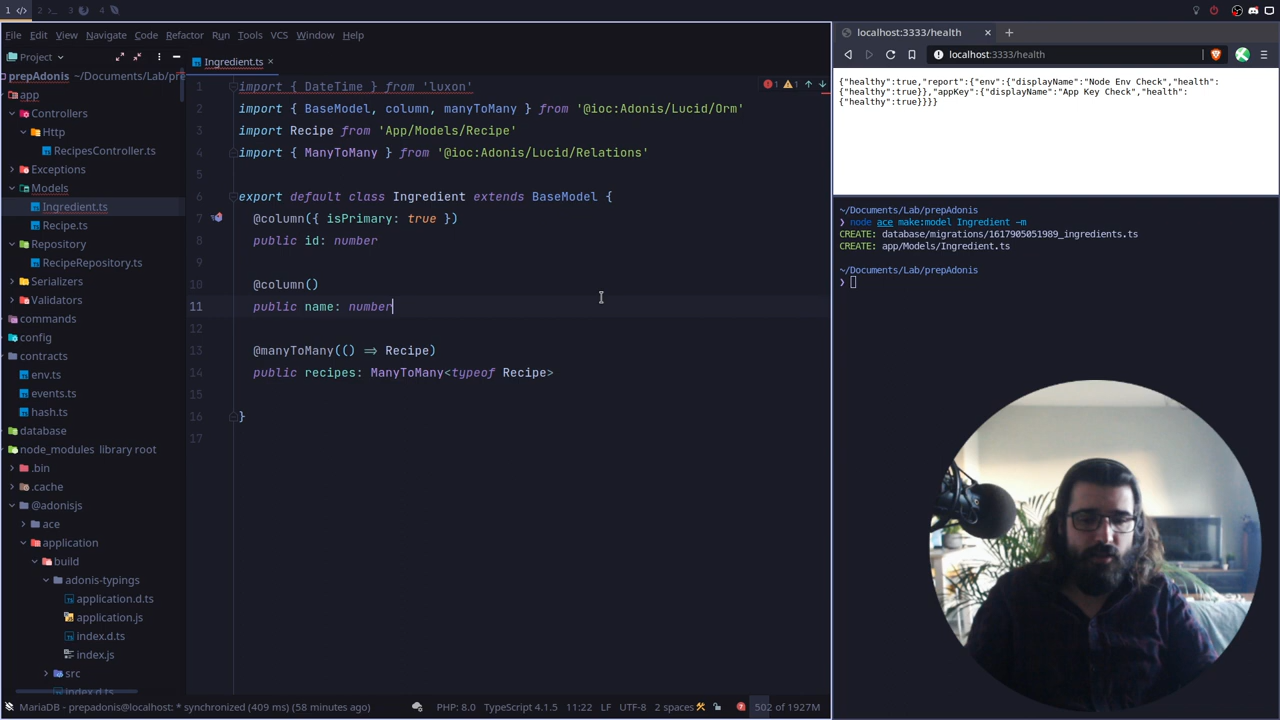 1 </> 2 >_ 3 4
File Edit View Navigate Code Refactor Run Tools VCS Window Help
Project
Ingredient.ts ×
prepAdonis ~/Documents/Lab/pre
app
Controllers
Http
RecipesController.ts
Exceptions
Models
Ingredient.ts
Recipe.ts
Repository
RecipeRepository.ts
Serializers
Validators
commands
config
contracts
env.ts
events.ts
hash.ts
database
node_modules library root
.bin
.cache
@adonisjs
ace
application
build
adonis-typings
application.d.ts
application.js
index.d.ts
index.js
src
index.d.ts
1 import { DateTime } from 'luxon'
2 import { BaseModel, column, manyToMany } from '@ioc:Adonis/Lucid/Orm'
3 import Recipe from 'App/Models/Recipe'
4 import { ManyToMany } from '@ioc:Adonis/Lucid/Relations'
5
6 export default class Ingredient extends BaseModel {
7 @column({ isPrimary: true })
8 public id: number
9
10 @column()
11 public name: number
12
13 @manyToMany(() => Recipe)
14 public recipes: ManyToMany<typeof Recipe>
15
16 }
17
1 1
MariaDB - prepadonis@localhost: * synchronized (409 ms) (58 minutes ago)
PHP: 8.0 TypeScript 4.1.5 11:22 LF UTF-8 2 spaces 502 of 1927M
localhost:3333/health × +
localhost:3333/health
{"healthy":true,"report":{"env":{"displayName":"Node Env Check","health":
{"healthy":true}},"appKey":{"displayName":"App Key Check","health":
{"healthy":true}}}}
~/Documents/Lab/prepAdonis
❯ node ace make:model Ingredient -m
CREATE: database/migrations/1617905051989_ingredients.ts
CREATE: app/Models/Ingredient.ts
~/Documents/Lab/prepAdonis
❯